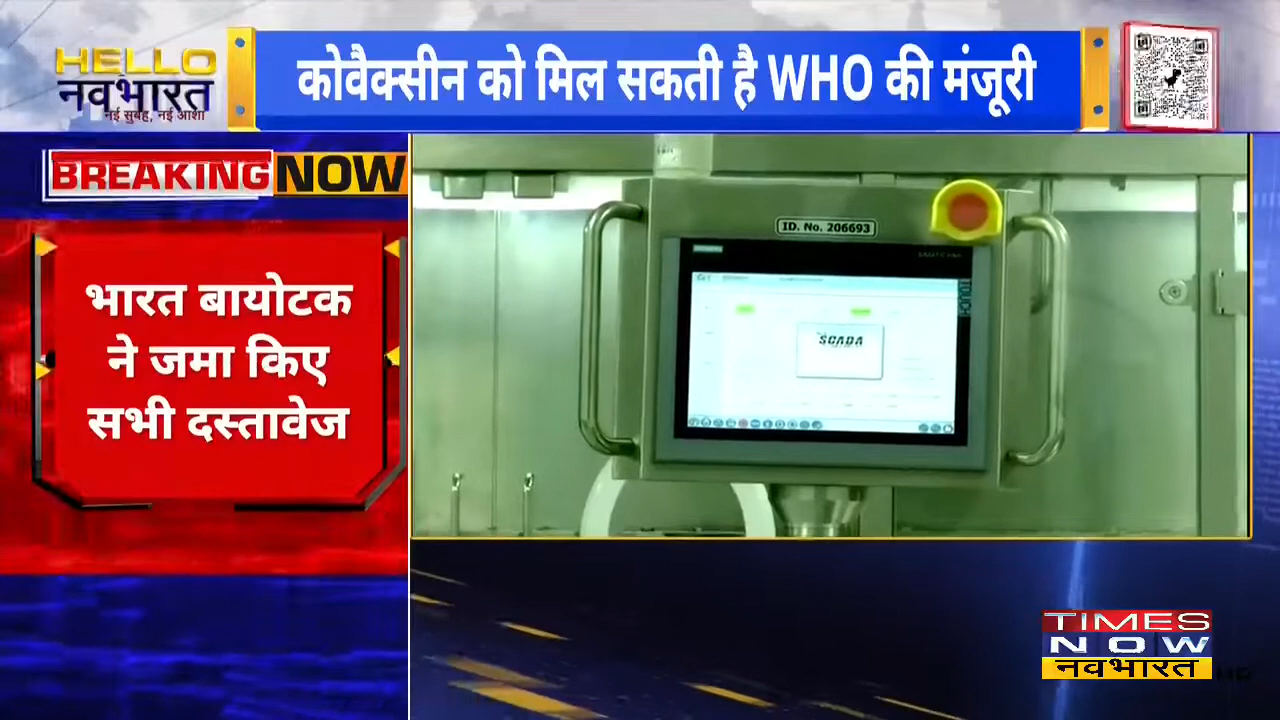 HELLO
नवभारत
नई सुबह, नई आशा
कोवैक्सीन को मिल सकती है WHO की मंजूरी
BREAKING NOW
भारत बायोटक
ने जमा किए
सभी दस्तावेज
ID. No. 206693
SCADA
TIMES
NOW
नवभारत